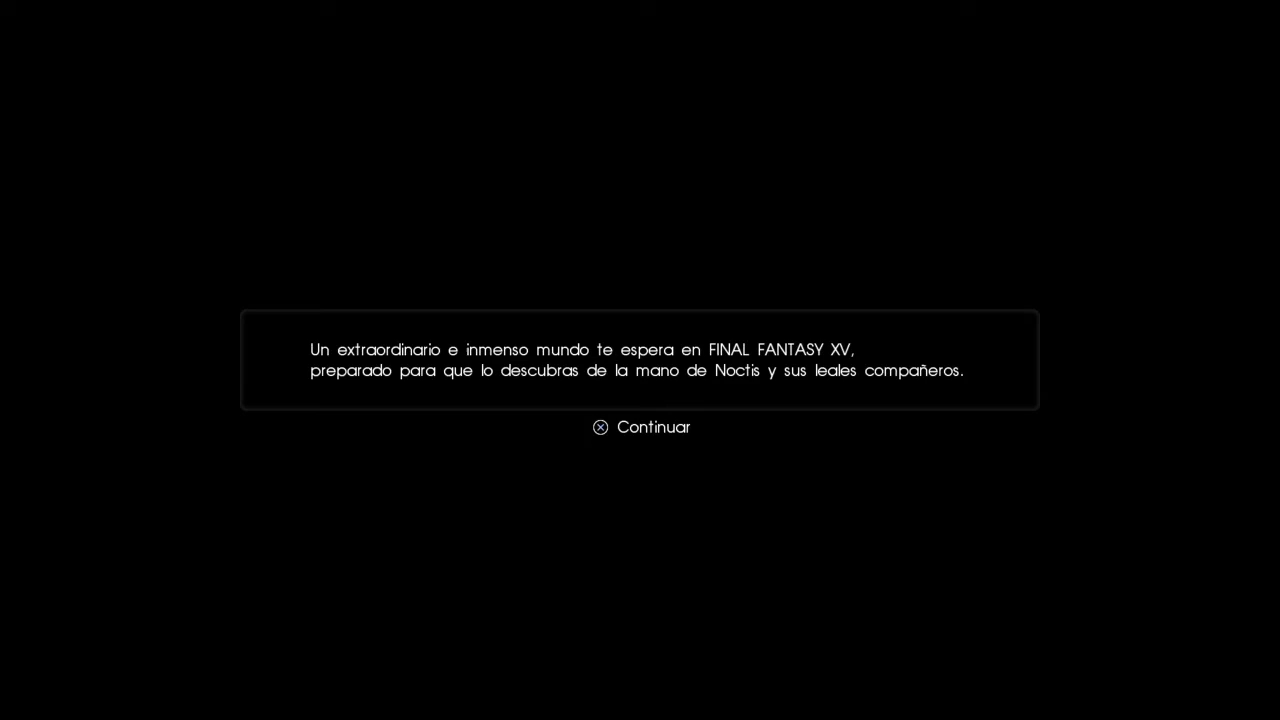 Un extraordinario e inmenso mundo te espera en FINAL FANTASY XV,
preparado para que lo descubras de la mano de Noctis y sus leales compañeros.
Continuar